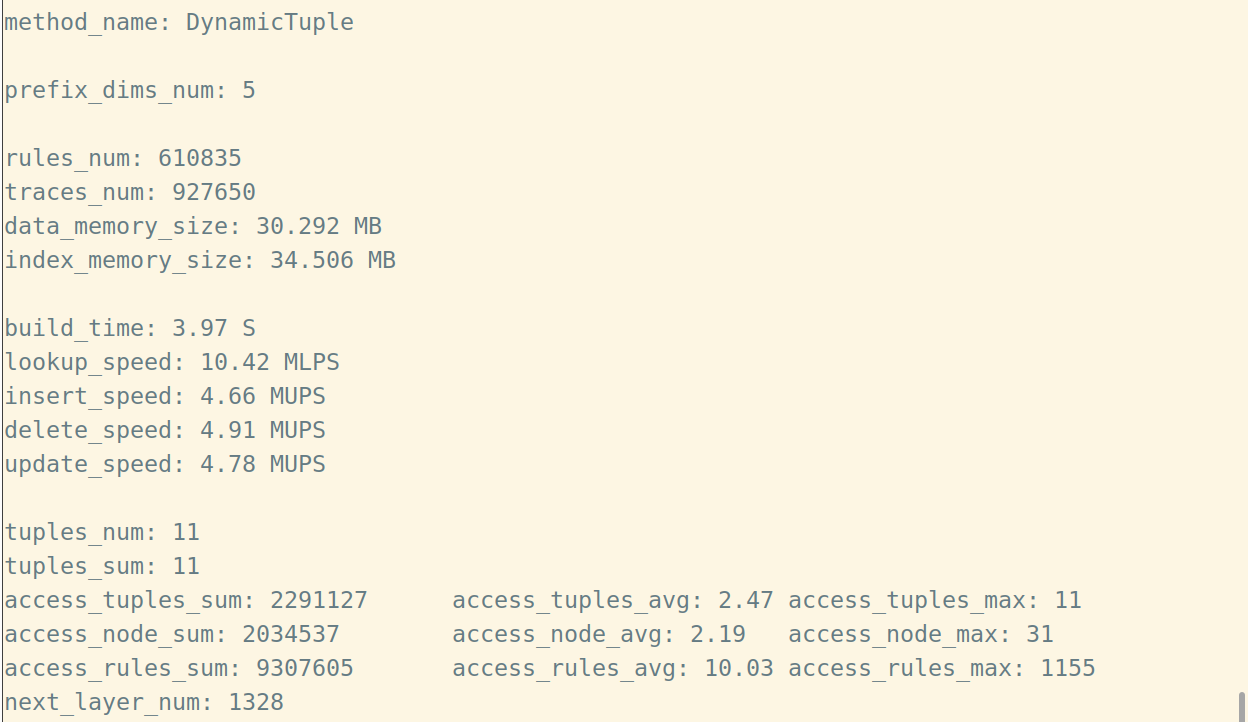 method_name: DynamicTuple
prefix_dims_num: 5
rules_num: 610835
traces_num: 927650
data_memory_size: 30.292 MB
index_memory_size: 34.506 MB
build_time: 3.97 S
lookup_speed: 10.42 MLPS
insert_speed: 4.66 MUPS
delete_speed: 4.91 MUPS
update_speed: 4.78 MUPS
tuples_num: 11
tuples_sum: 11
access_tuples_sum: 2291127 access_tuples_avg: 2.47 access_tuples_max: 11
access_node_sum: 2034537 access_node_avg: 2.19 access_node_max: 31
access_rules_sum: 9307605 access_rules_avg: 10.03 access_rules_max: 1155
next_layer_num: 1328